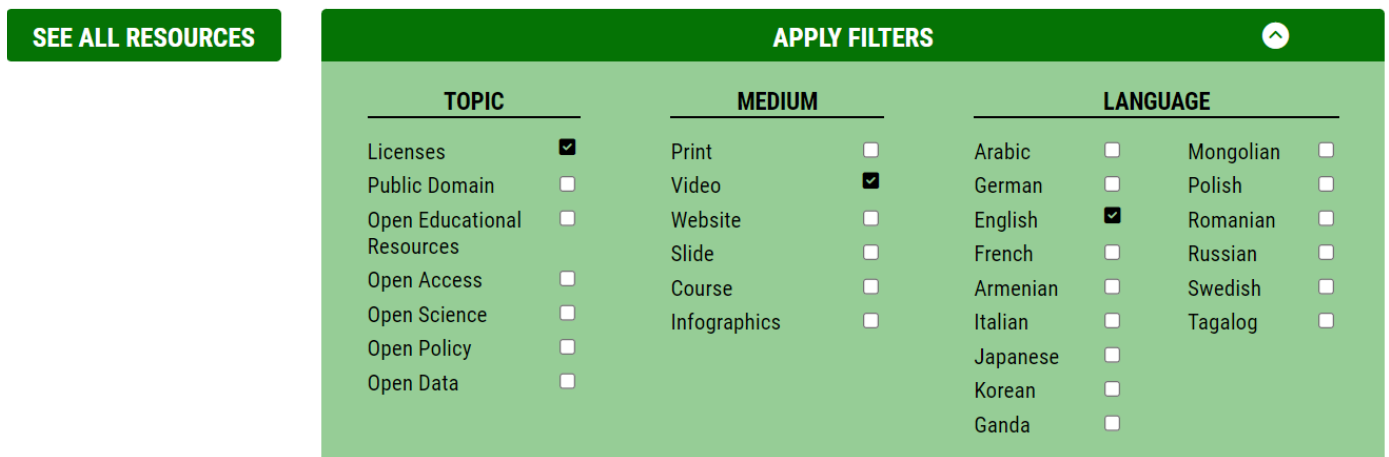 SEE ALL RESOURCES
APPLY FILTERS
TOPIC
Licenses
Public Domain
Open Educational
Resources
Open Access
Open Science
Open Policy
Open Data
MEDIUM
Print
Video
Website
Slide
Course
Infographics
LANGUAGE
Arabic
German
English
French
Armenian
Italian
Japanese
Korean
Ganda
Mongolian
Polish
Romanian
Russian
Swedish
Tagalog